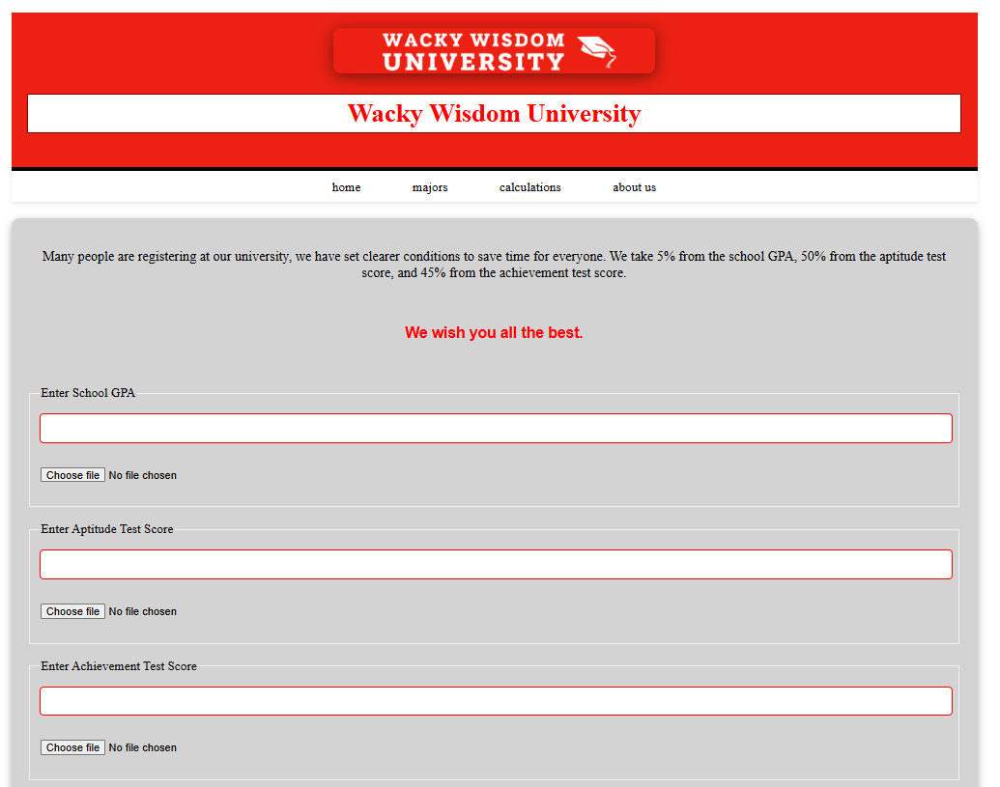 WACKY WISDOM
UNIVERSITY
Wacky Wisdom University
home majors calculations about us
Many people are registering at our university, we have set clearer conditions to save time for everyone. We take 5% from the school GPA, 50% from the aptitude test
score, and 45% from the achievement test score.
We wish you all the best.
Enter School GPA
Choose file No file chosen
Enter Aptitude Test Score
Choose file No file chosen
Enter Achievement Test Score
Choose file No file chosen